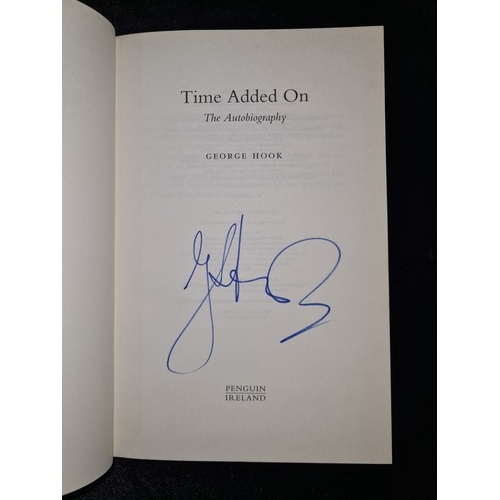 Time Added On
The Autobiography
GEORGE HOOK
PENGUIN
IRELAND